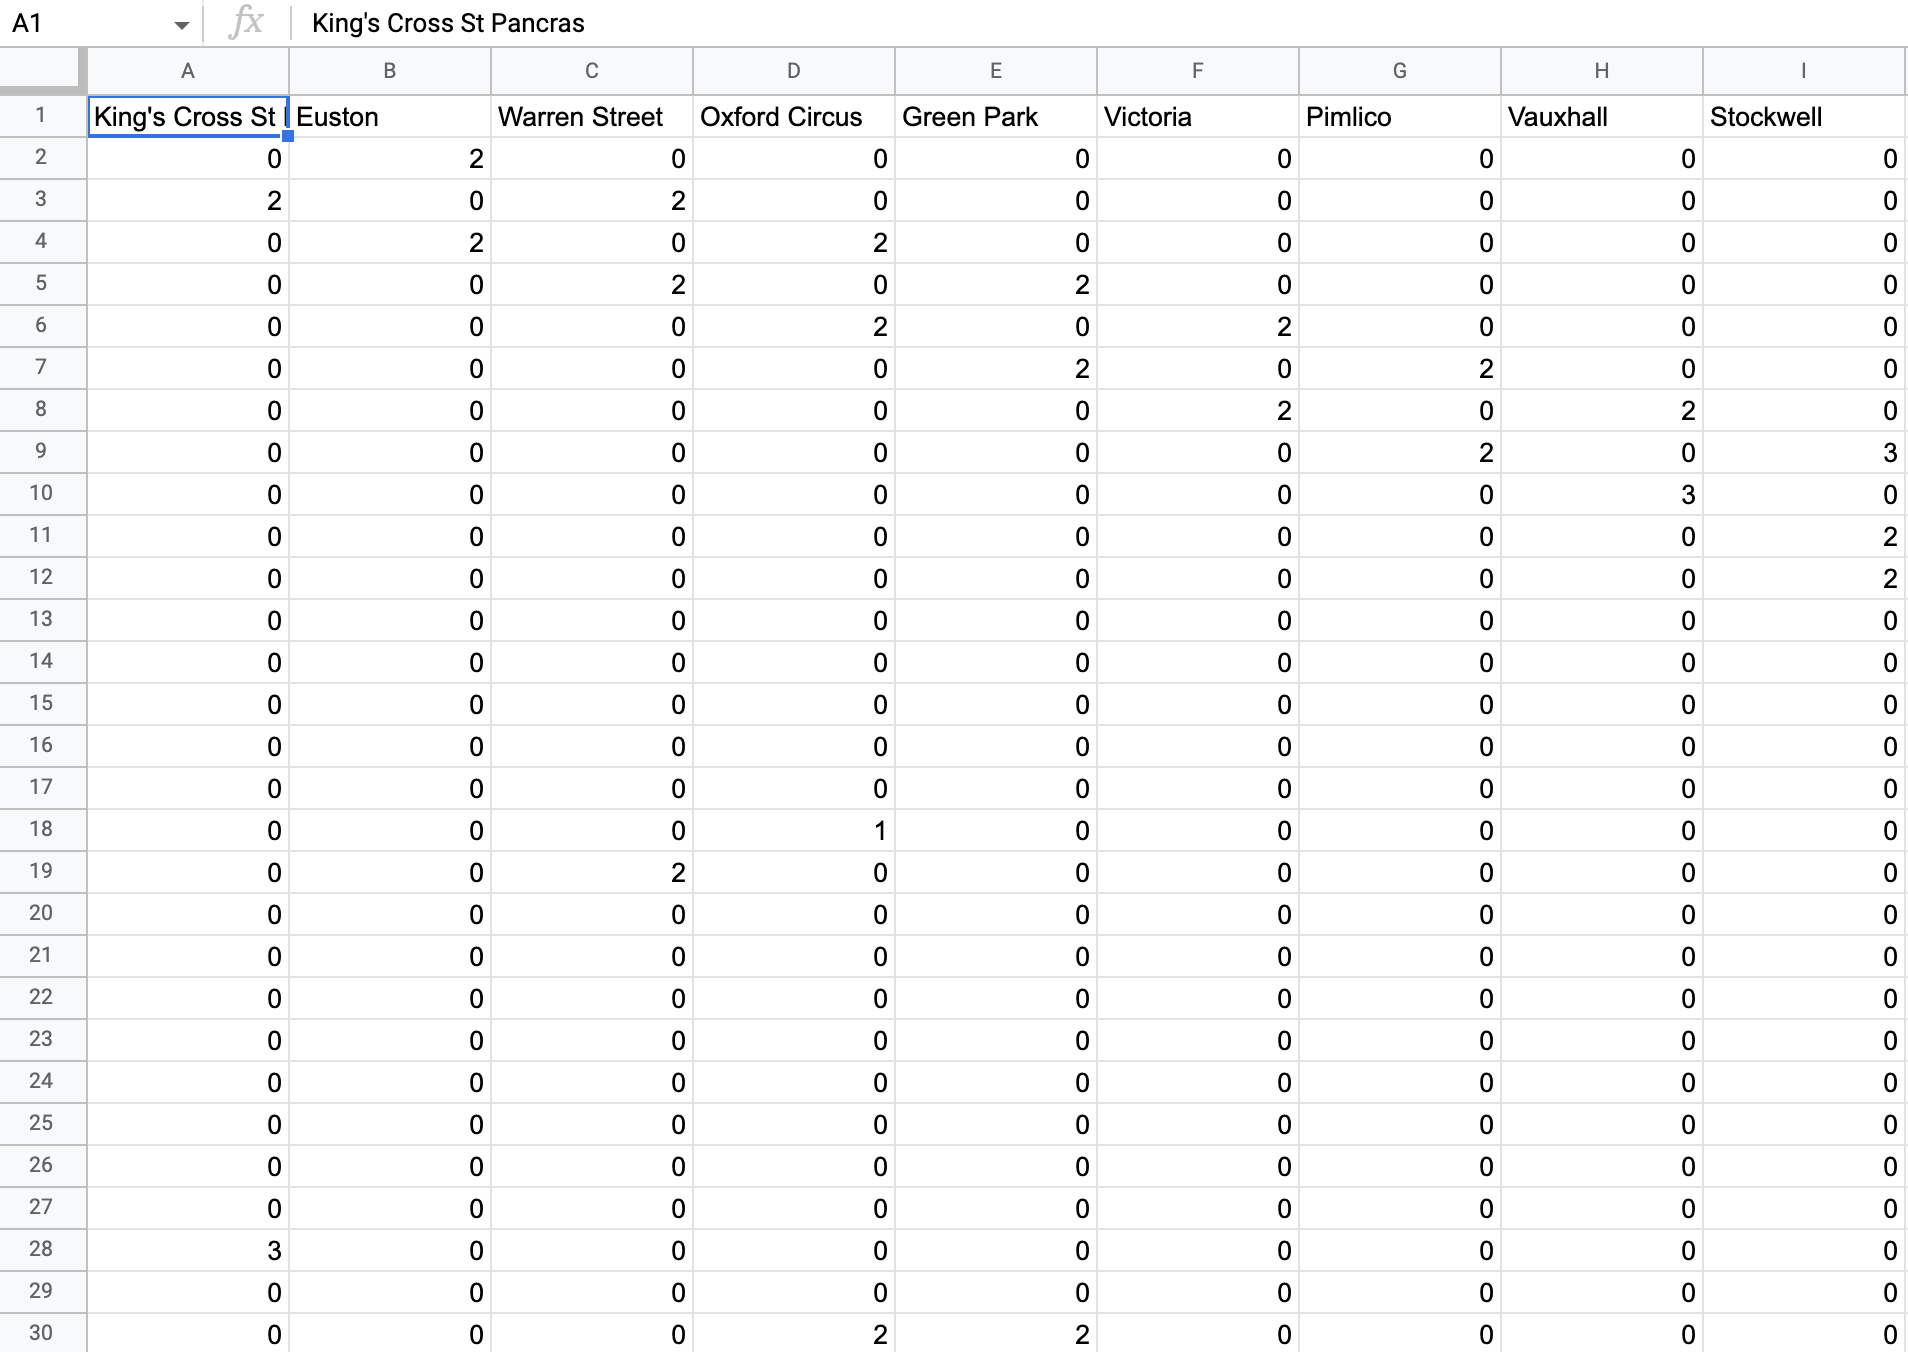 A1 fx King's Cross St Pancras
A B C D E F G H I
1 King's Cross St Euston Warren Street Oxford Circus Green Park Victoria Pimlico Vauxhall Stockwell
2 0 2 0 0 0 0 0 0 0
3 2 0 2 0 0 0 0 0 0
4 0 2 0 2 0 0 0 0 0
5 0 0 2 0 2 0 0 0 0
6 0 0 0 2 0 2 0 0 0
7 0 0 0 0 2 0 2 0 0
8 0 0 0 0 0 2 0 2 0
9 0 0 0 0 0 0 2 0 3
10 0 0 0 0 0 0 0 3 0
11 0 0 0 0 0 0 0 0 2
12 0 0 0 0 0 0 0 0 2
13 0 0 0 0 0 0 0 0 0
14 0 0 0 0 0 0 0 0 0
15 0 0 0 0 0 0 0 0 0
16 0 0 0 0 0 0 0 0 0
17 0 0 0 0 0 0 0 0 0
18 0 0 0 1 0 0 0 0 0
19 0 0 2 0 0 0 0 0 0
20 0 0 0 0 0 0 0 0 0
21 0 0 0 0 0 0 0 0 0
22 0 0 0 0 0 0 0 0 0
23 0 0 0 0 0 0 0 0 0
24 0 0 0 0 0 0 0 0 0
25 0 0 0 0 0 0 0 0 0
26 0 0 0 0 0 0 0 0 0
27 0 0 0 0 0 0 0 0 0
28 3 0 0 0 0 0 0 0 0
29 0 0 0 0 0 0 0 0 0
30 0 0 0 2 2 0 0 0 0